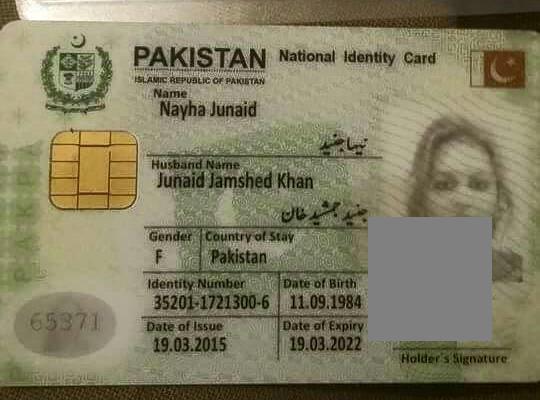 PAKISTAN National Identity Card
ISLAMIC REPUBLIC OF PAKISTAN
Name
Nayha Junaid
نیہا جنید
Husband Name
Junaid Jamshed Khan
جنید جمشید خان
Gender Country of Stay
F Pakistan
Identity Number Date of Birth
35201-1721300-6 11.09.1984
65371
Date of Issue Date of Expiry
19.03.2015 19.03.2022
Holder's Signature